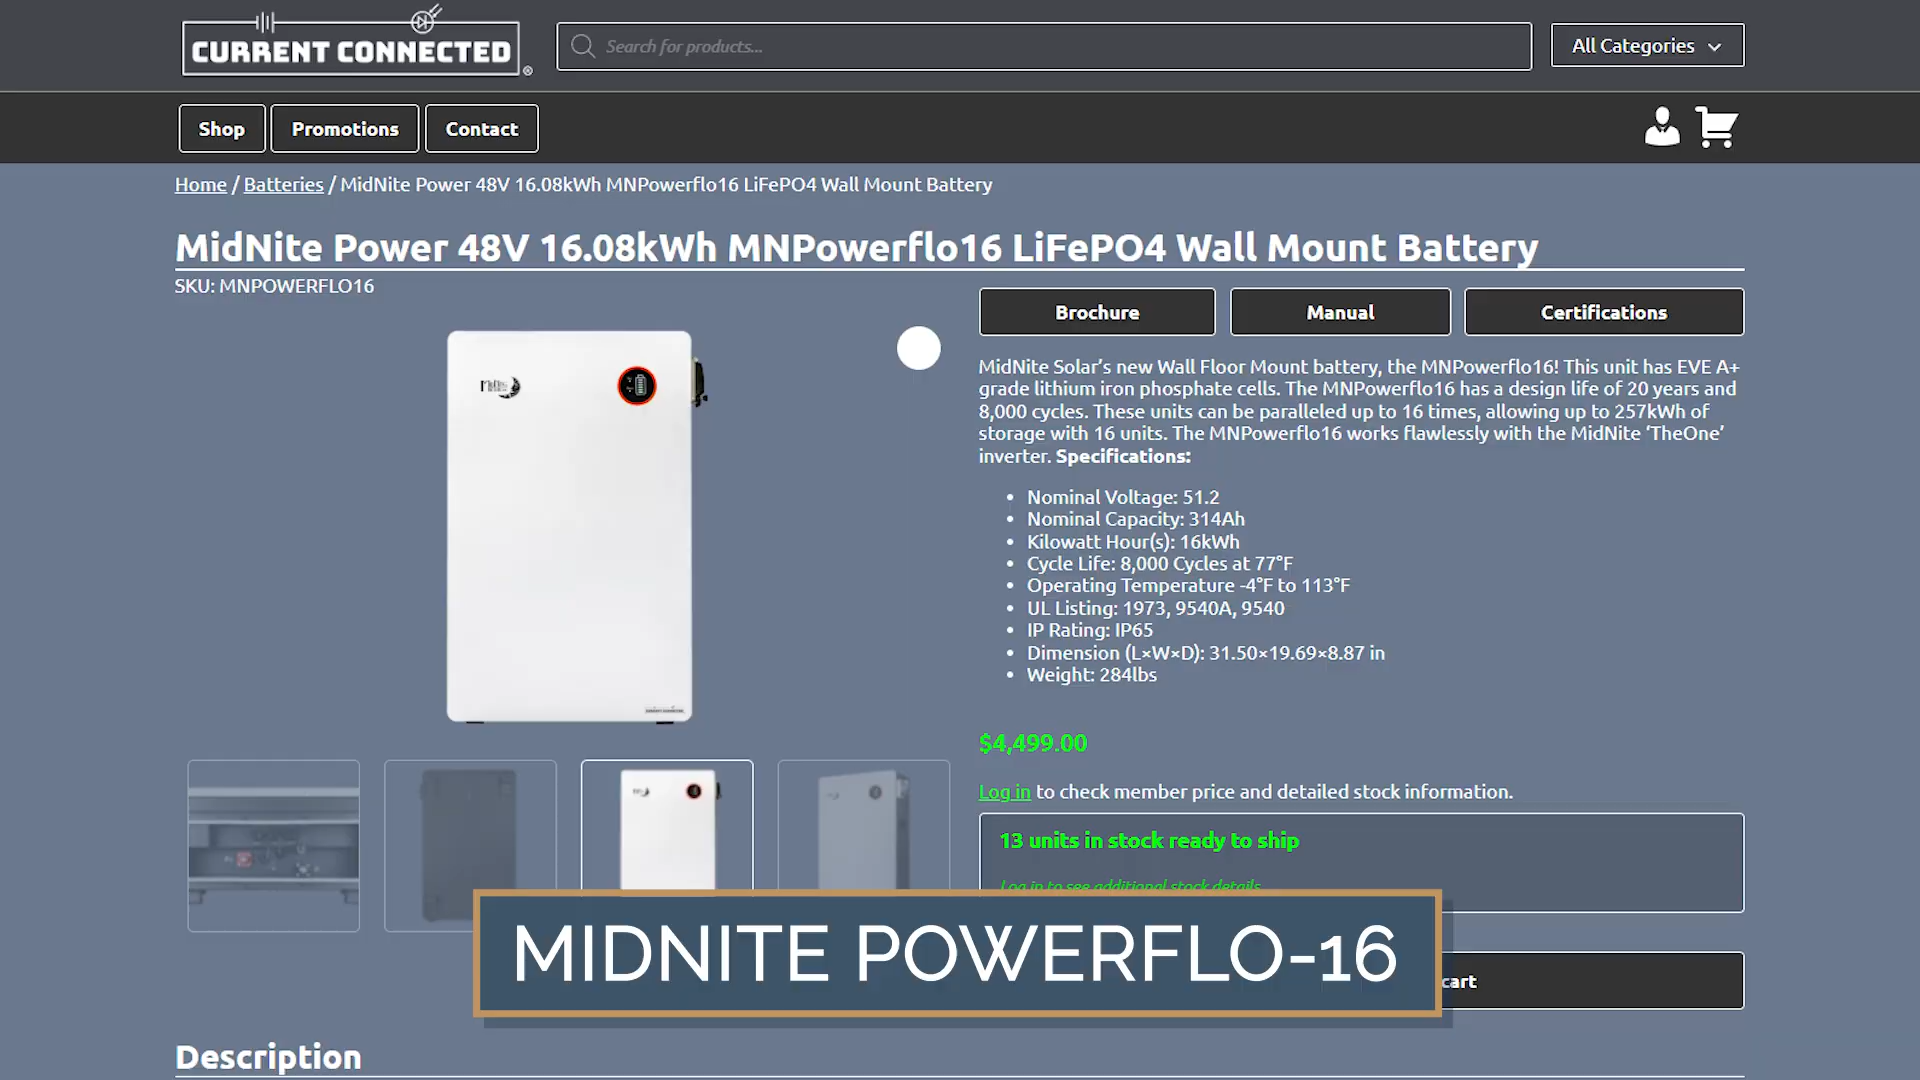 CURRENT CONNECTED
®
Search for products...
All Categories
Shop
Promotions
Contact
Home / Batteries / MidNite Power 48V 16.08kWh MNPowerflo16 LiFePO4 Wall Mount Battery
MidNite Power 48V 16.08kWh MNPowerflo16 LiFePO4 Wall Mount Battery
SKU: MNPOWERFLO16
Brochure
Manual
Certifications
MidNite Solar’s new Wall Floor Mount battery, the MNPowerflo16! This unit has EVE A+
grade lithium iron phosphate cells. The MNPowerflo16 has a design life of 20 years and
8,000 cycles. These units can be paralleled up to 16 times, allowing up to 257kWh of
storage with 16 units. The MNPowerflo16 works flawlessly with the MidNite ‘TheOne’
inverter. Specifications:
• Nominal Voltage: 51.2
• Nominal Capacity: 314Ah
• Kilowatt Hour(s): 16kWh
• Cycle Life: 8,000 Cycles at 77°F
• Operating Temperature -4°F to 113°F
• UL Listing: 1973, 9540A, 9540
• IP Rating: IP65
• Dimension (L×W×D): 31.50×19.69×8.87 in
• Weight: 284lbs
$4,499.00
Log in to check member price and detailed stock information.
13 units in stock ready to ship
Log in to see additional stock details
MIDNITE POWERFLO-16
cart
Description